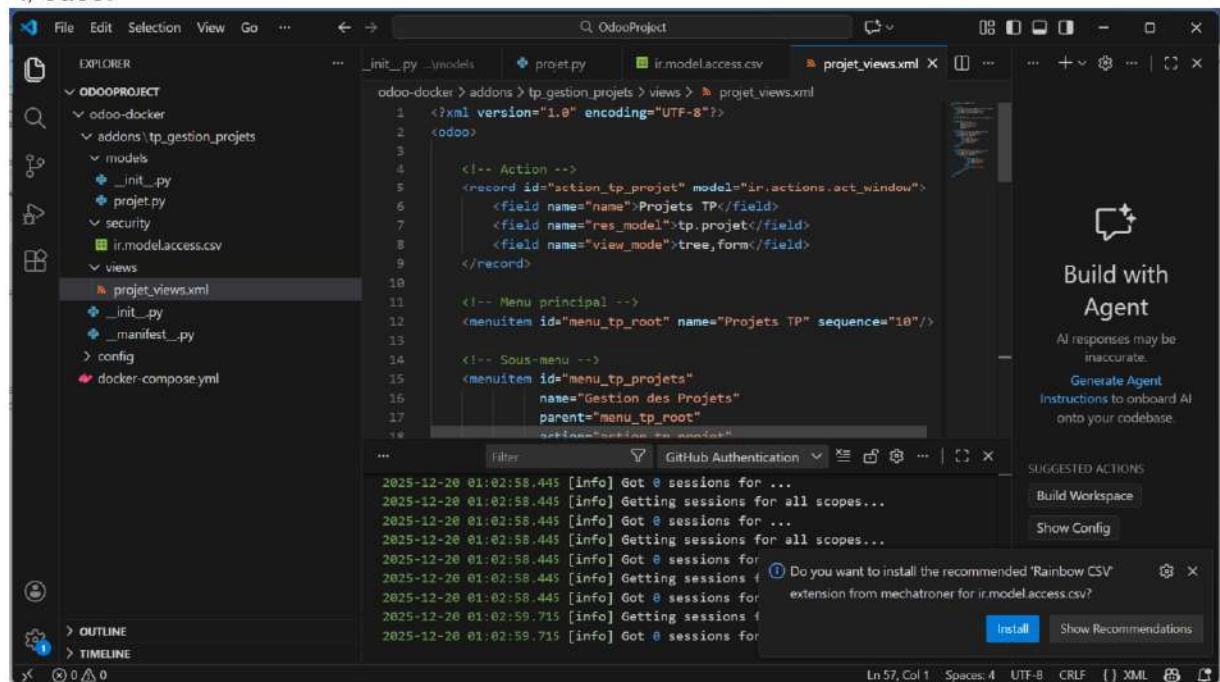 File Edit Selection View Go ... OdooProject
EXPLORER ...
ODOOPROJECT
odoo-docker
addons\tp_gestion_projets
models
__init__.py
projet.py
security
ir.model.access.csv
views
projet_views.xml
__init__.py
__manifest__.py
config
docker-compose.yml
OUTLINE
TIMELINE
_init__.py ...\models projet.py ir.model.access.csv projet_views.xml
odoo-docker > addons > tp_gestion_projets > views > projet_views.xml
1 <?xml version="1.0" encoding="UTF-8"?>
2 <odoo>
3
4 <!-- Action -->
5 <record id="action_tp_projet" model="ir.actions.act_window">
6 <field name="name">Projets TP</field>
7 <field name="res_model">tp.projet</field>
8 <field name="view_mode">tree,form</field>
9 </record>
10
11 <!-- Menu principal -->
12 <menuitem id="menu_tp_root" name="Projets TP" sequence="10"/>
13
14 <!-- Sous-menu -->
15 <menuitem id="menu_tp_projets"
16 name="Gestion des Projets"
17 parent="menu_tp_root"
18 action="action_tp_projet"
... Filter GitHub Authentication ...
2025-12-20 01:02:58.445 [info] Got 0 sessions for ...
2025-12-20 01:02:58.445 [info] Getting sessions for all scopes...
2025-12-20 01:02:58.445 [info] Got 0 sessions for ...
2025-12-20 01:02:58.445 [info] Getting sessions for all scopes...
2025-12-20 01:02:58.445 [info] Got 0 sessions for
2025-12-20 01:02:58.445 [info] Getting sessions
2025-12-20 01:02:58.445 [info] Got 0 sessions for
2025-12-20 01:02:59.715 [info] Getting sessions
2025-12-20 01:02:59.715 [info] Got 0 sessions for
Build with
Agent
AI responses may be
inaccurate.
Generate Agent
Instructions to onboard AI
onto your codebase.
SUGGESTED ACTIONS
Build Workspace
Show Config
Do you want to install the recommended 'Rainbow CSV'
extension from mechatroner for ir.model.access.csv?
Install Show Recommendations
0 0 Ln 57, Col 1 Spaces: 4 UTF-8 CRLF {} XML